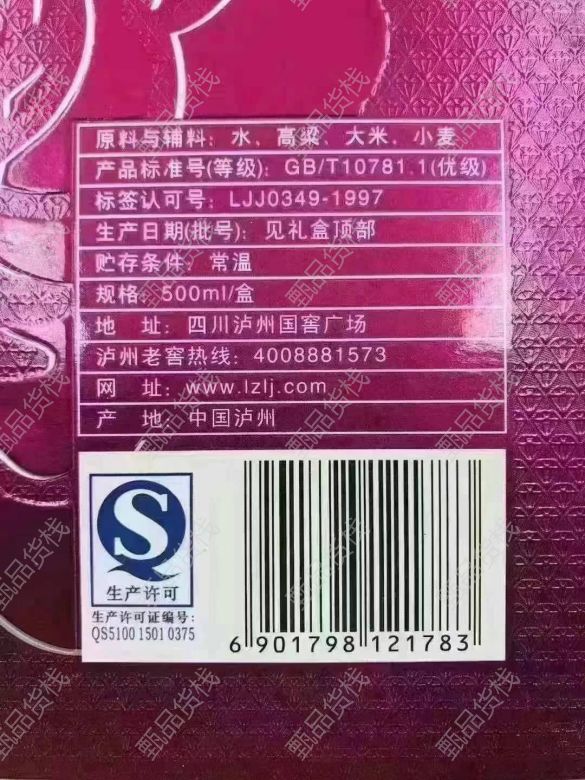 原料与辅料：水、高粱、大米、小麦
产品标准号(等级)：GB/T10781.1(优级)
标签认可号：LJJ0349-1997
生产日期(批号)：见礼盒顶部
贮存条件：常温
规格：500ml/盒
地 址：四川泸州国窖广场
泸州老窖热线：4008881573
网 址：www.lzlj.com
产 地：中国泸州
S
生产许可
生产许可证编号：
QS5100 1501 0375
6 901798 121783
甄品货栈